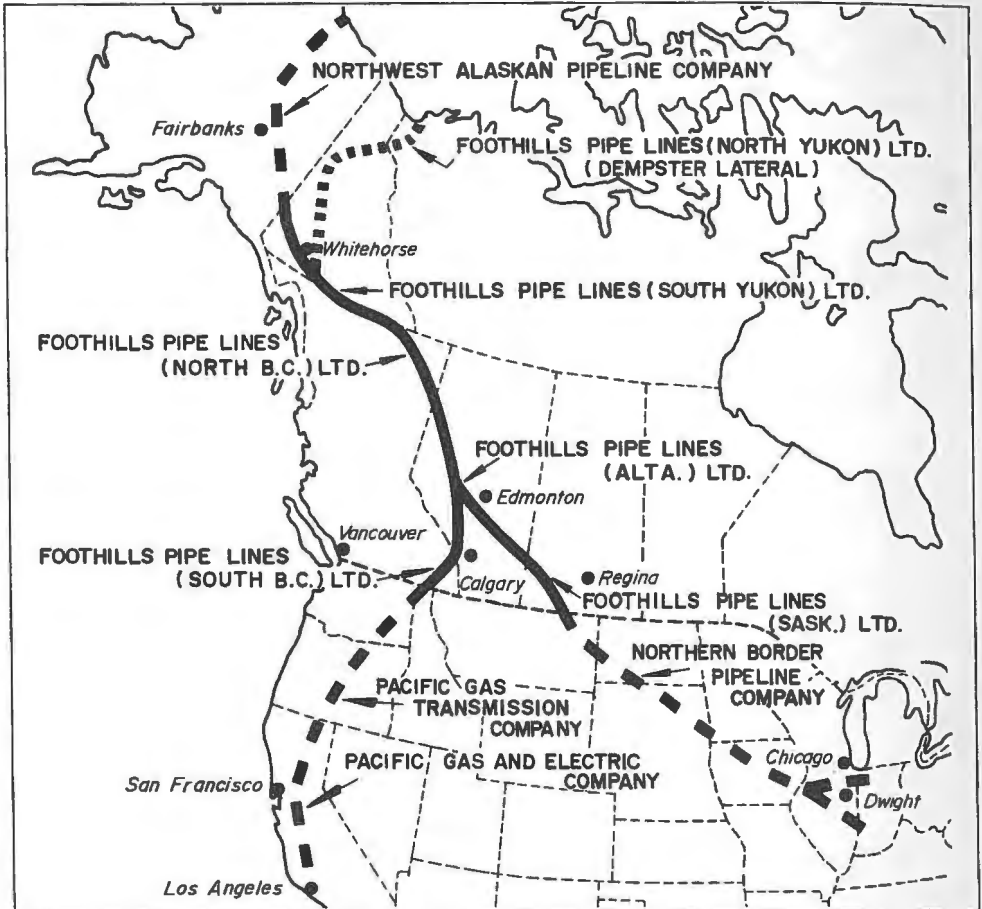 NORTHWEST ALASKAN PIPELINE COMPANY
Fairbanks
FOOTHILLS PIPE LINES (NORTH YUKON) LTD.
(DEMPSTER LATERAL)
Whitehorse
FOOTHILLS PIPE LINES (SOUTH YUKON) LTD.
FOOTHILLS PIPE LINES
(NORTH B.C.) LTD.
FOOTHILLS PIPE LINES
(ALTA.) LTD.
Edmonton
Vancouver
FOOTHILLS PIPE LINES
(SOUTH B.C.) LTD.
Calgary
Regina
FOOTHILLS PIPE LINES
(SASK.) LTD.
NORTHERN BORDER
PIPELINE
COMPANY
PACIFIC GAS
TRANSMISSION
COMPANY
Chicago
PACIFIC GAS AND ELECTRIC
COMPANY
San Francisco
Dwight
Los Angeles